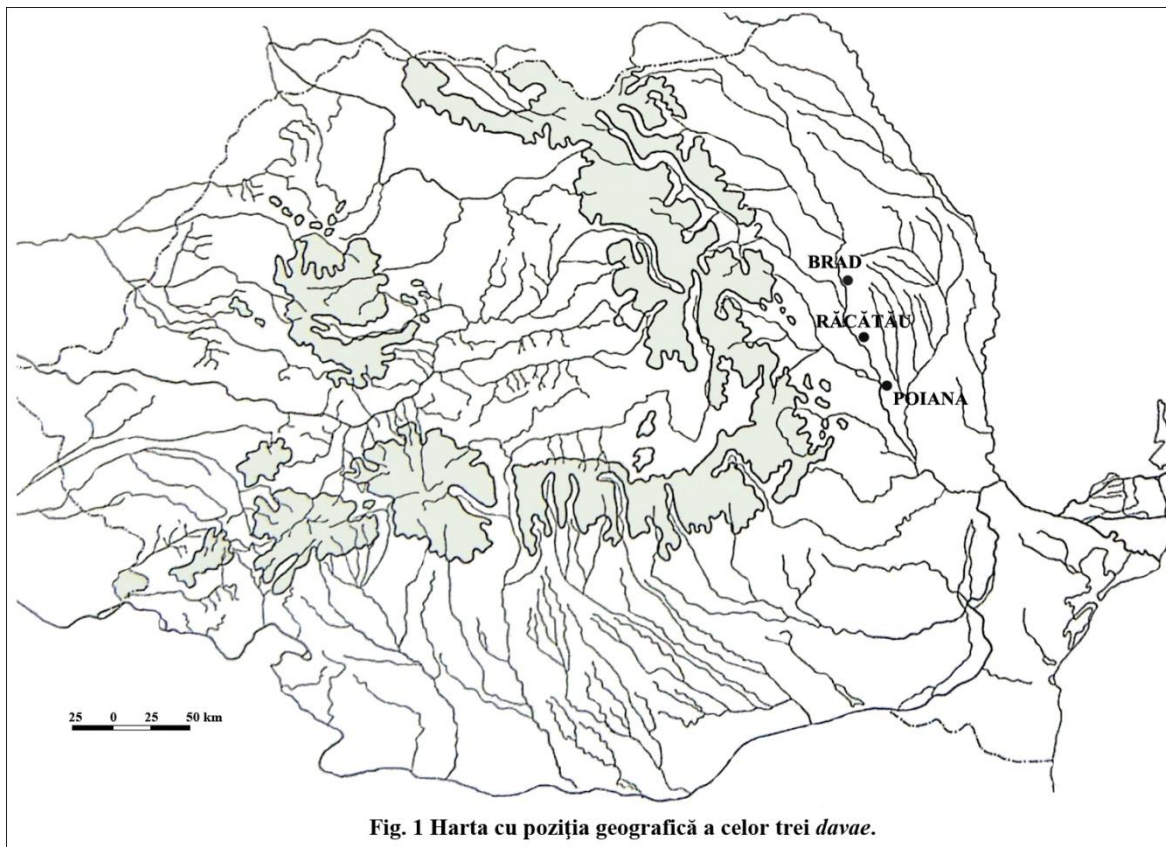 BRAD
RĂCĂTĂU
POIANA
25 0 25 50 km
Fig. 1 Harta cu poziţia geografică a celor trei davae.